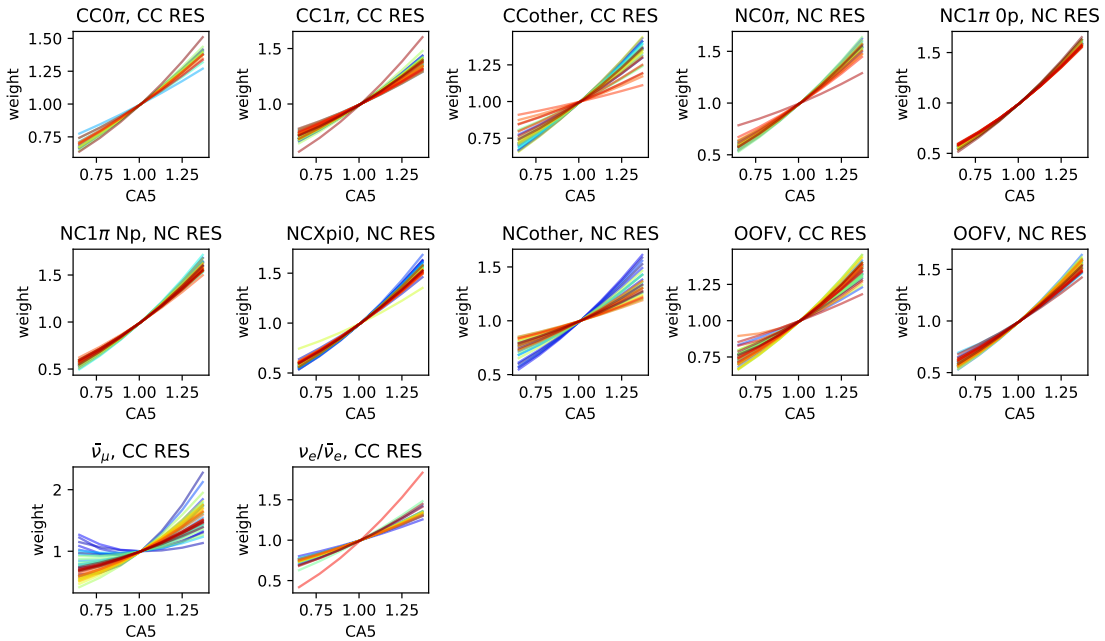 CC0π, CC RES
CC1π, CC RES
CCother, CC RES
NC0π, NC RES
NC1π 0p, NC RES
weight
1.50
1.25
1.00
0.75
0.75 1.00 1.25
CA5
weight
1.5
1.0
0.75 1.00 1.25
CA5
weight
1.25
1.00
0.75
0.75 1.00 1.25
CA5
weight
1.5
1.0
0.5
0.75 1.00 1.25
CA5
weight
1.5
1.0
0.5
0.75 1.00 1.25
CA5
NC1π Np, NC RES
NCXpi0, NC RES
NCother, NC RES
OOFV, CC RES
OOFV, NC RES
weight
1.5
1.0
0.5
0.75 1.00 1.25
CA5
weight
1.5
1.0
0.5
0.75 1.00 1.25
CA5
weight
1.5
1.0
0.5
0.75 1.00 1.25
CA5
weight
1.25
1.00
0.75
0.75 1.00 1.25
CA5
weight
1.5
1.0
0.5
0.75 1.00 1.25
CA5
ν̄μ, CC RES
νe/ν̄e, CC RES
weight
2
1
0.75 1.00 1.25
CA5
weight
1.5
1.0
0.5
0.75 1.00 1.25
CA5